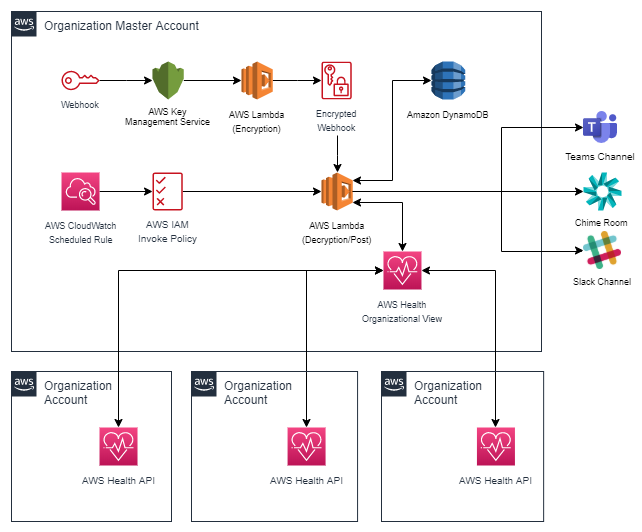 aws
Organization Master Account
Webhook
AWS Key
Management Service
AWS Lambda
(Encryption)
Encrypted
Webhook
Amazon DynamoDB
AWS CloudWatch
Scheduled Rule
AWS IAM
Invoke Policy
AWS Lambda
(Decryption/Post)
Teams Channel
Chime Room
Slack Channel
AWS Health
Organizational View
aws
Organization
Account
AWS Health API
aws
Organization
Account
AWS Health API
aws
Organization
Account
AWS Health API